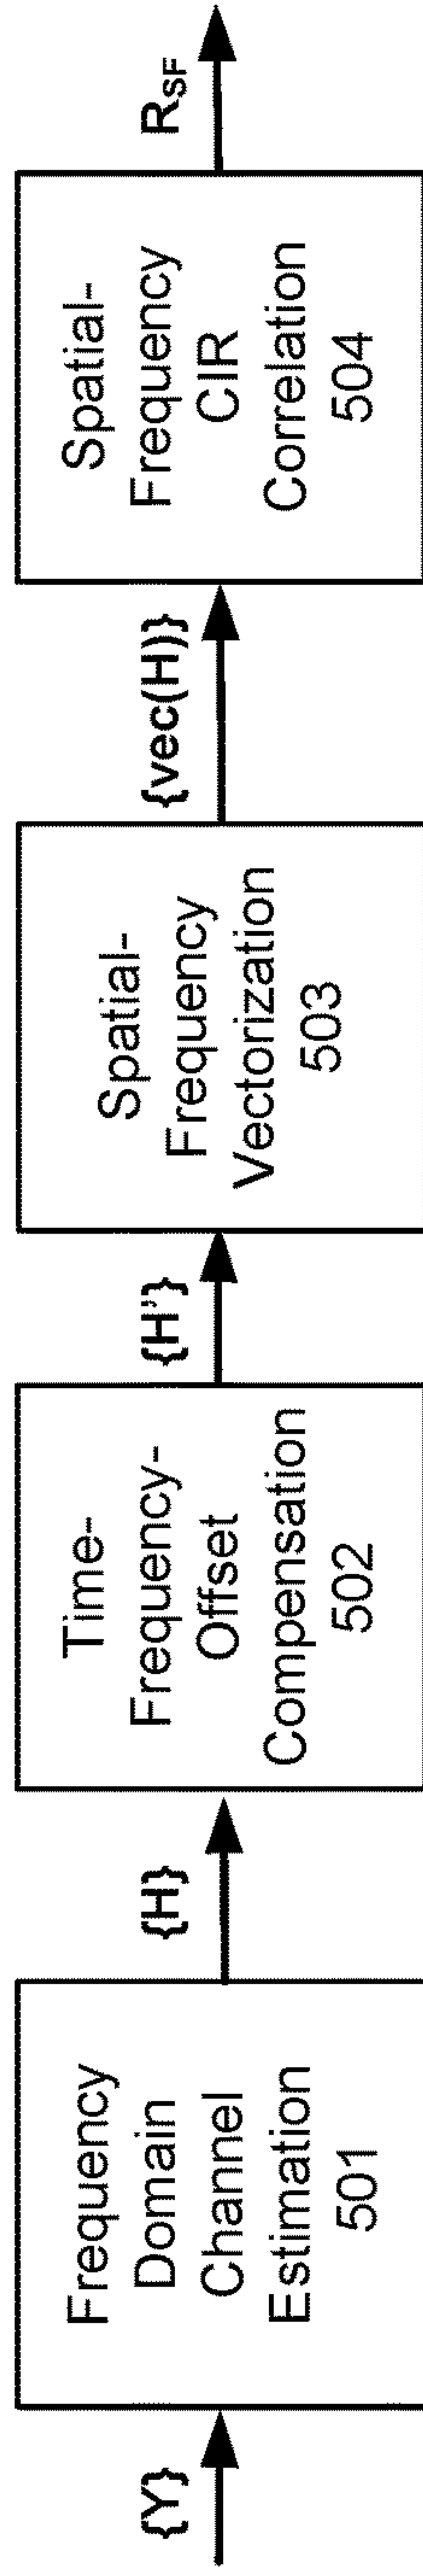 {Y}
Frequency
Domain
Channel
Estimation
501
{H}
Time-
Frequency-
Offset
Compensation
502
{H'}
Spatial-
Frequency
Vectorization
503
{vec(H)}
Spatial-
Frequency
CIR
Correlation
504
R_SF